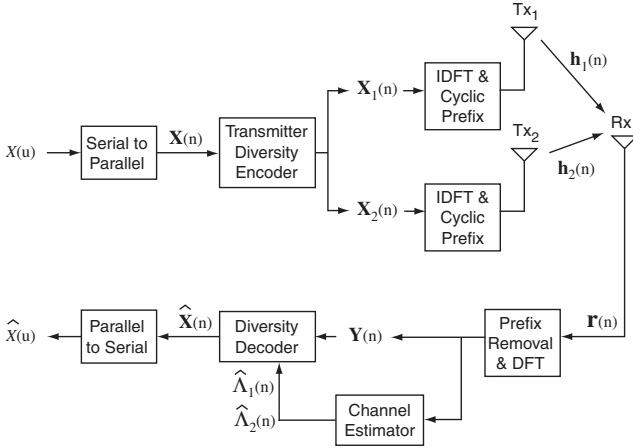 Tx₁
h₁(n)
X₁(n)
IDFT &
Cyclic
Prefix
X(u)
Serial to
Parallel
X(n)
Transmitter
Diversity
Encoder
Tx₂
Rx
h₂(n)
X₂(n)
IDFT &
Cyclic
Prefix
X̂(u)
Parallel
to Serial
X̂(n)
Diversity
Decoder
Y(n)
Prefix
Removal
& DFT
r(n)
Λ̂₁(n)
Λ̂₂(n)
Channel
Estimator